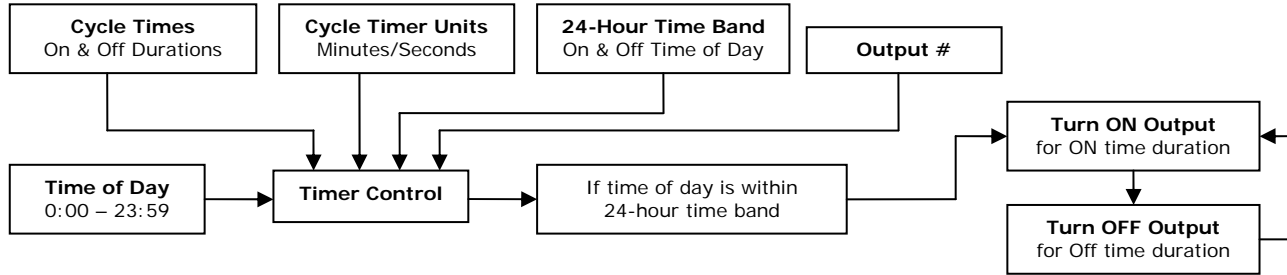 Cycle Times
On & Off Durations
Cycle Timer Units
Minutes/Seconds
24-Hour Time Band
On & Off Time of Day
Output #
Time of Day
0:00 – 23:59
Timer Control
If time of day is within
24-hour time band
Turn ON Output
for ON time duration
Turn OFF Output
for Off time duration